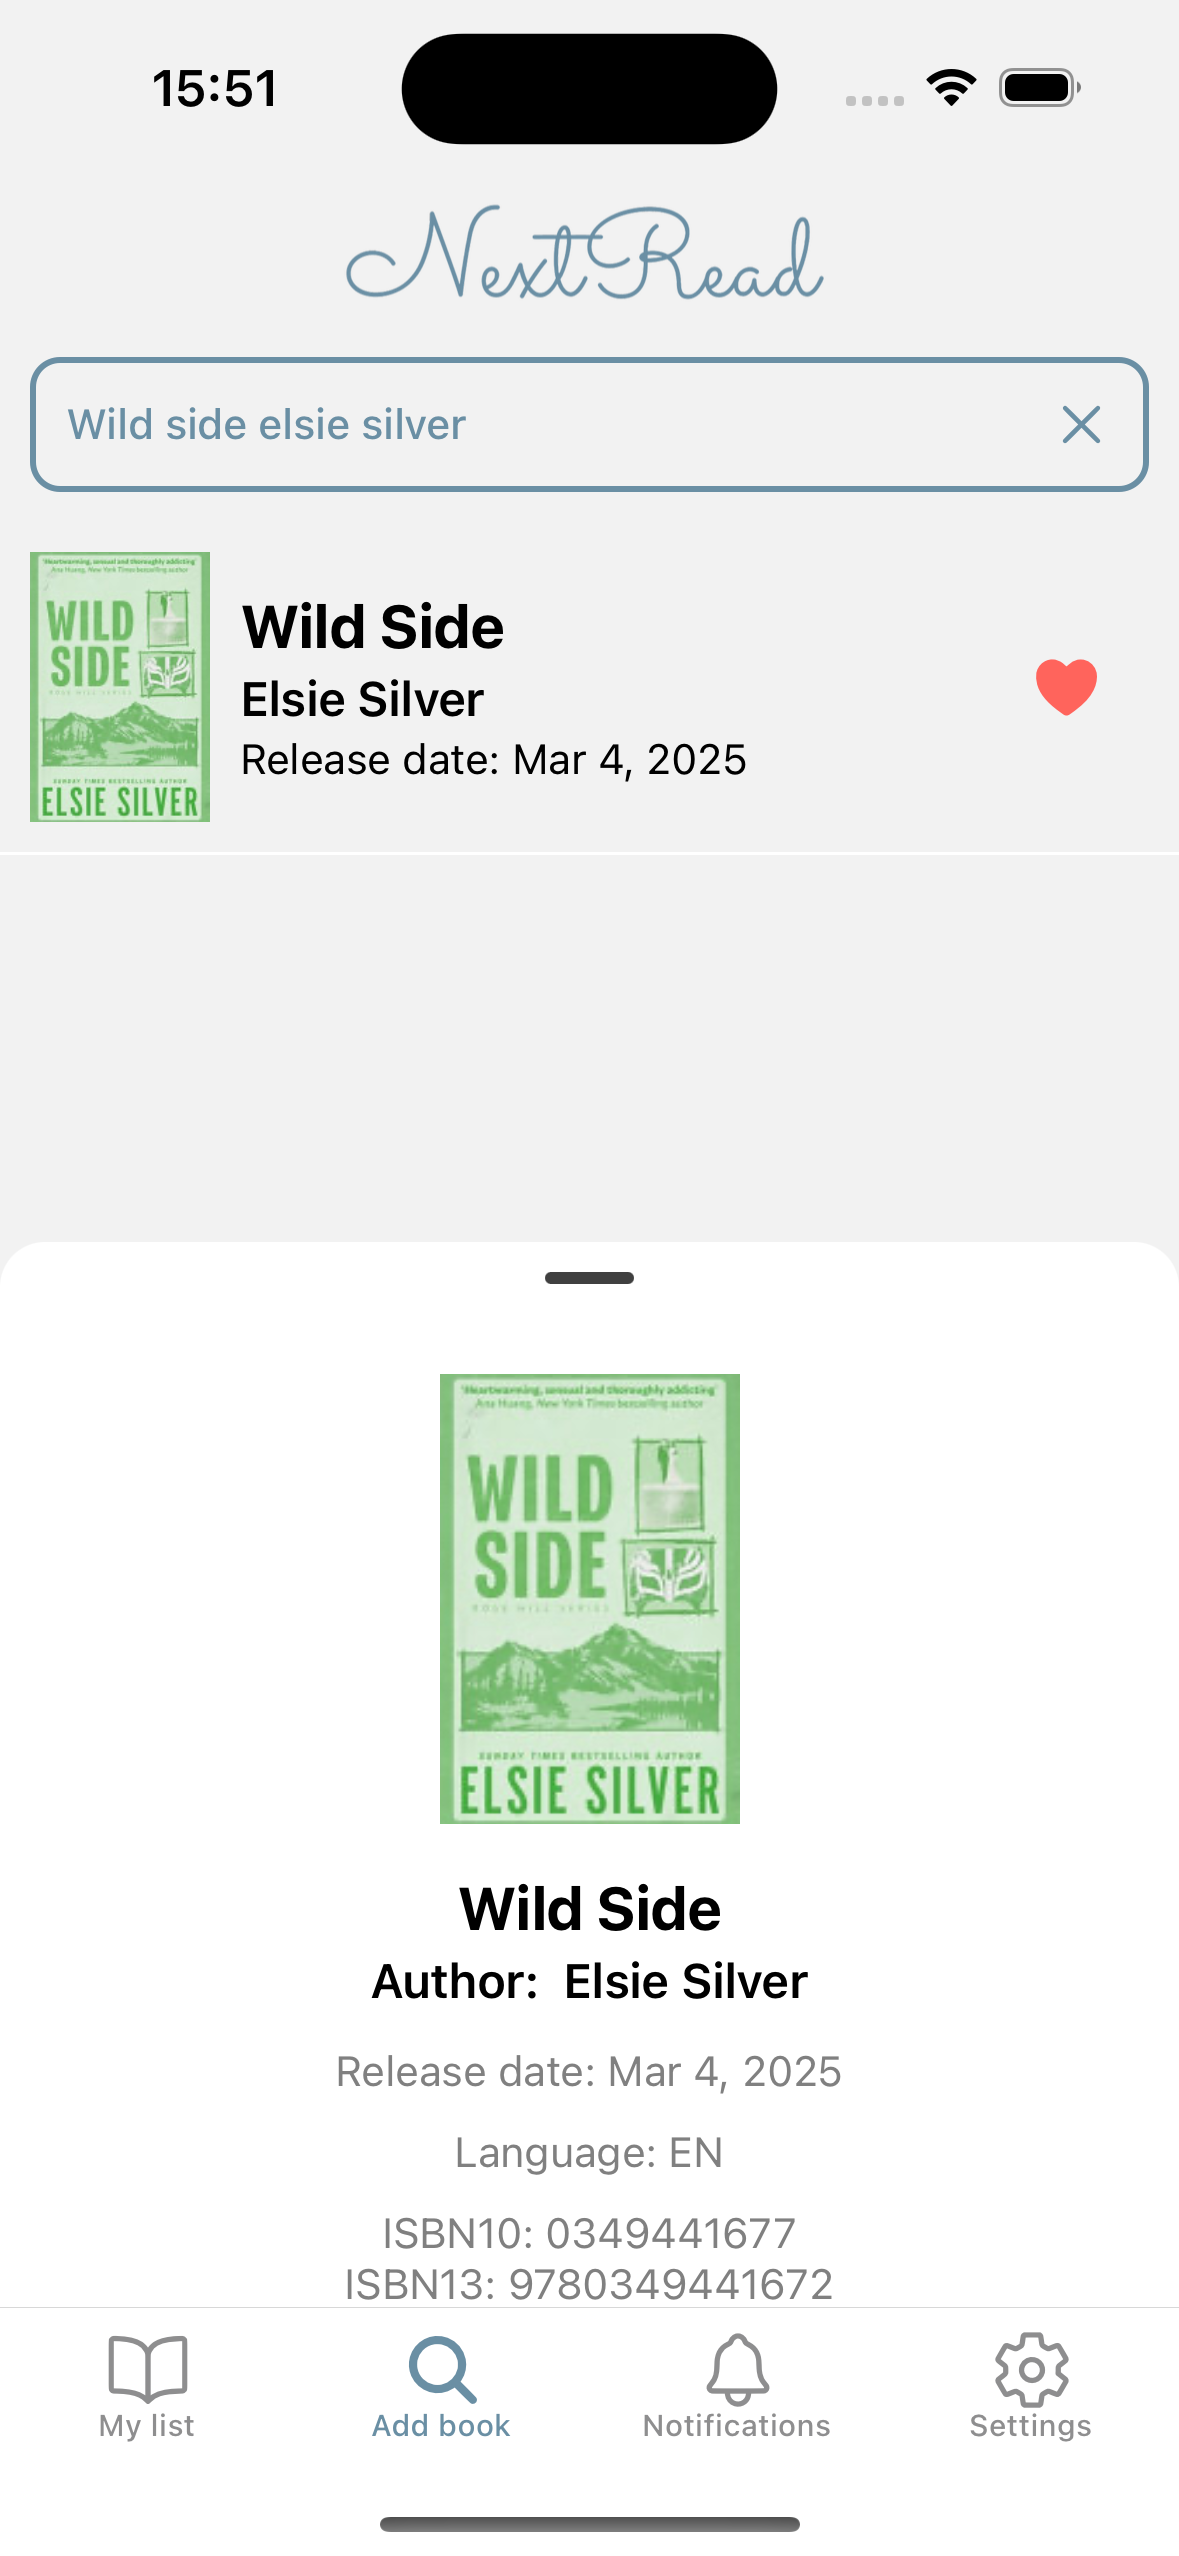 15:51
NextRead
Wild side elsie silver
'Heartwarming, sensual and thoroughly addicting'
Ana Huang, New York Times bestselling author
WILD
SIDE
ROSE HILL SERIES
SUNDAY TIMES BESTSELLING AUTHOR
ELSIE SILVER
Wild Side
Elsie Silver
Release date: Mar 4, 2025
'Heartwarming, sensual and thoroughly addicting'
Ana Huang, New York Times bestselling author
WILD
SIDE
ROSE HILL SERIES
SUNDAY TIMES BESTSELLING AUTHOR
ELSIE SILVER
Wild Side
Author: Elsie Silver
Release date: Mar 4, 2025
Language: EN
ISBN10: 0349441677
ISBN13: 9780349441672
My list
Add book
Notifications
Settings